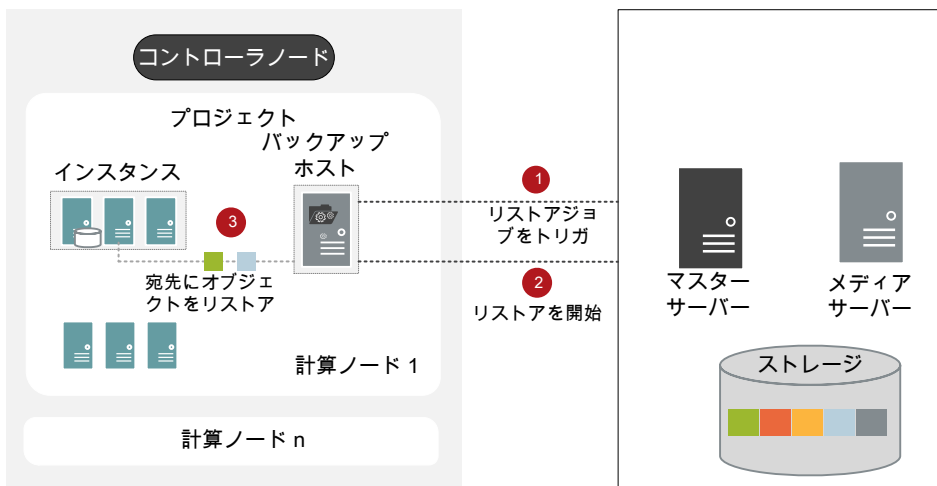 コントローラノード
プロジェクト
バックアップ
ホスト
インスタンス
3
宛先にオブジェ
クトをリストア
計算ノード 1
計算ノード n
1
リストアジョ
ブをトリガ
2
リストアを開始
マスター
サーバー
メディア
サーバー
ストレージ